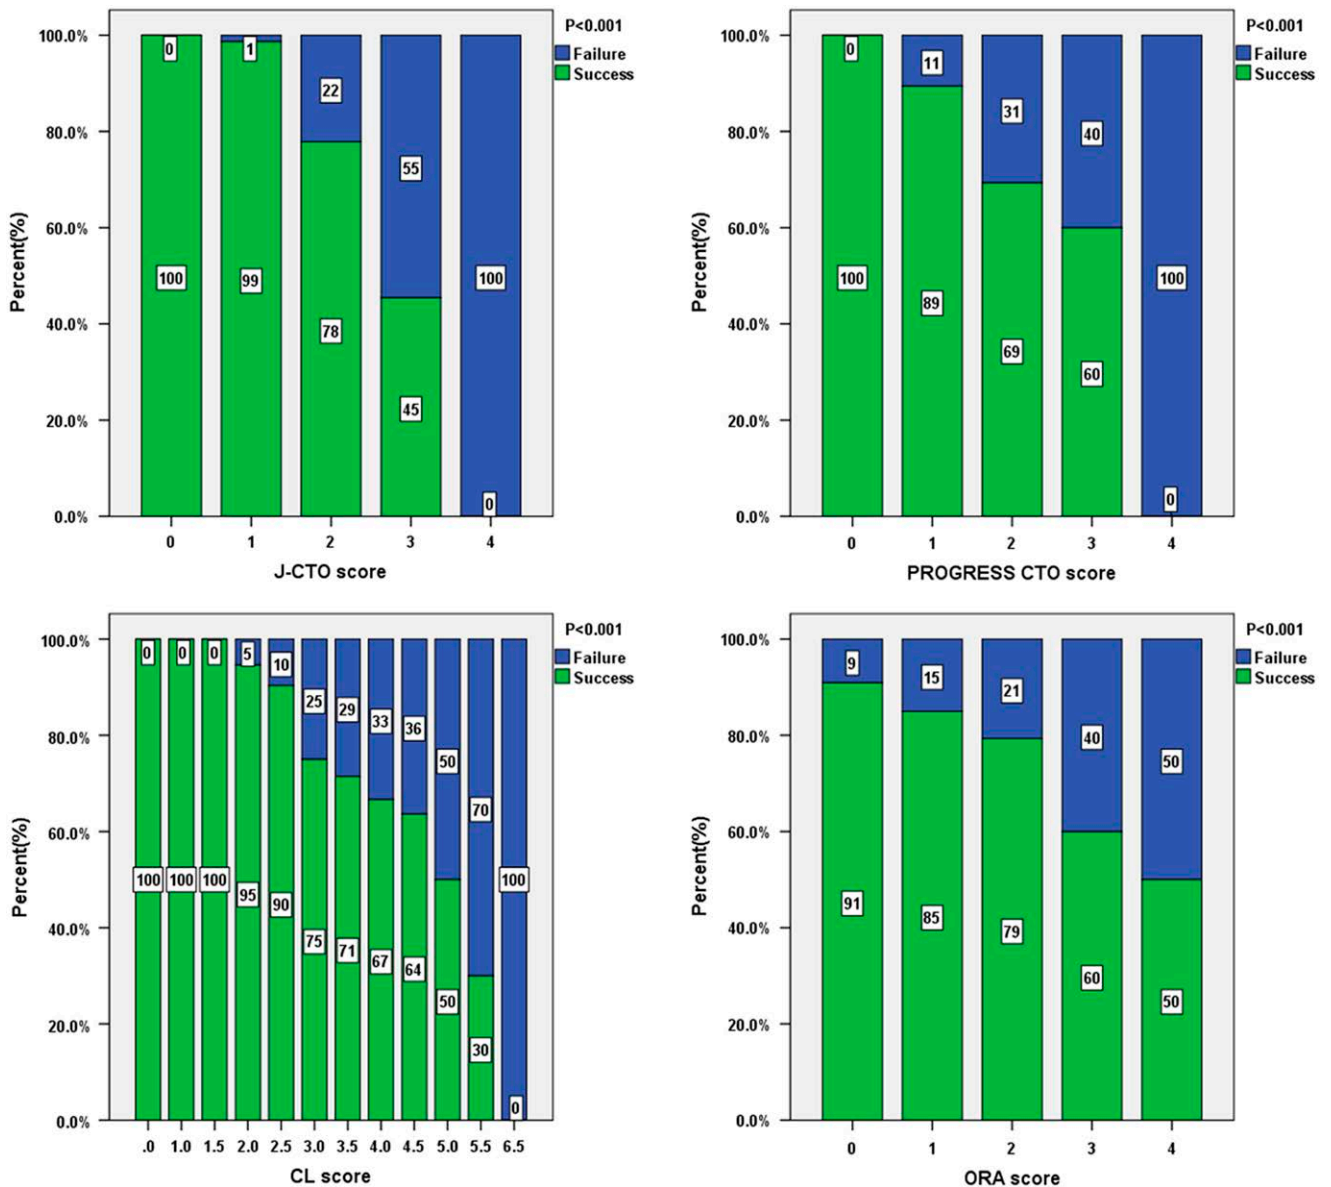 P<0.001
Failure
Success
100.0%
80.0%
60.0%
40.0%
20.0%
0.0%
Percent(%)
0 1 22 55 100
100 99 78 45 0
0 1 2 3 4
J-CTO score
P<0.001
Failure
Success
100.0%
80.0%
60.0%
40.0%
20.0%
0.0%
Percent(%)
0 11 31 40 100
100 89 69 60 0
0 1 2 3 4
PROGRESS CTO score
P<0.001
Failure
Success
100.0%
80.0%
60.0%
40.0%
20.0%
0.0%
Percent(%)
0 0 0 5 10 25 29 33 36 50 70 100
100 100 100 95 90 75 71 67 64 50 30 0
.0 1.0 1.5 2.0 2.5 3.0 3.5 4.0 4.5 5.0 5.5 6.5
CL score
P<0.001
Failure
Success
100.0%
80.0%
60.0%
40.0%
20.0%
0.0%
Percent(%)
9 15 21 40 50
91 85 79 60 50
0 1 2 3 4
ORA score